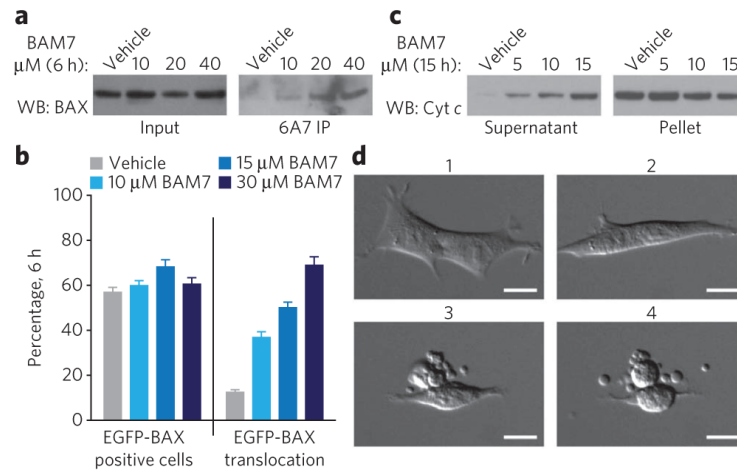 a
BAM7
µM (6 h):
Vehicle
10 20 40
Vehicle
10 20 40
WB: BAX
Input
6A7 IP
c
BAM7
µM (15 h):
Vehicle
5 10 15
Vehicle
5 10 15
WB: Cyt c
Supernatant
Pellet
b
Vehicle
15 µM BAM7
10 µM BAM7
30 µM BAM7
Percentage, 6 h
100
80
60
40
20
0
EGFP-BAX
positive cells
EGFP-BAX
translocation
d
1
2
3
4